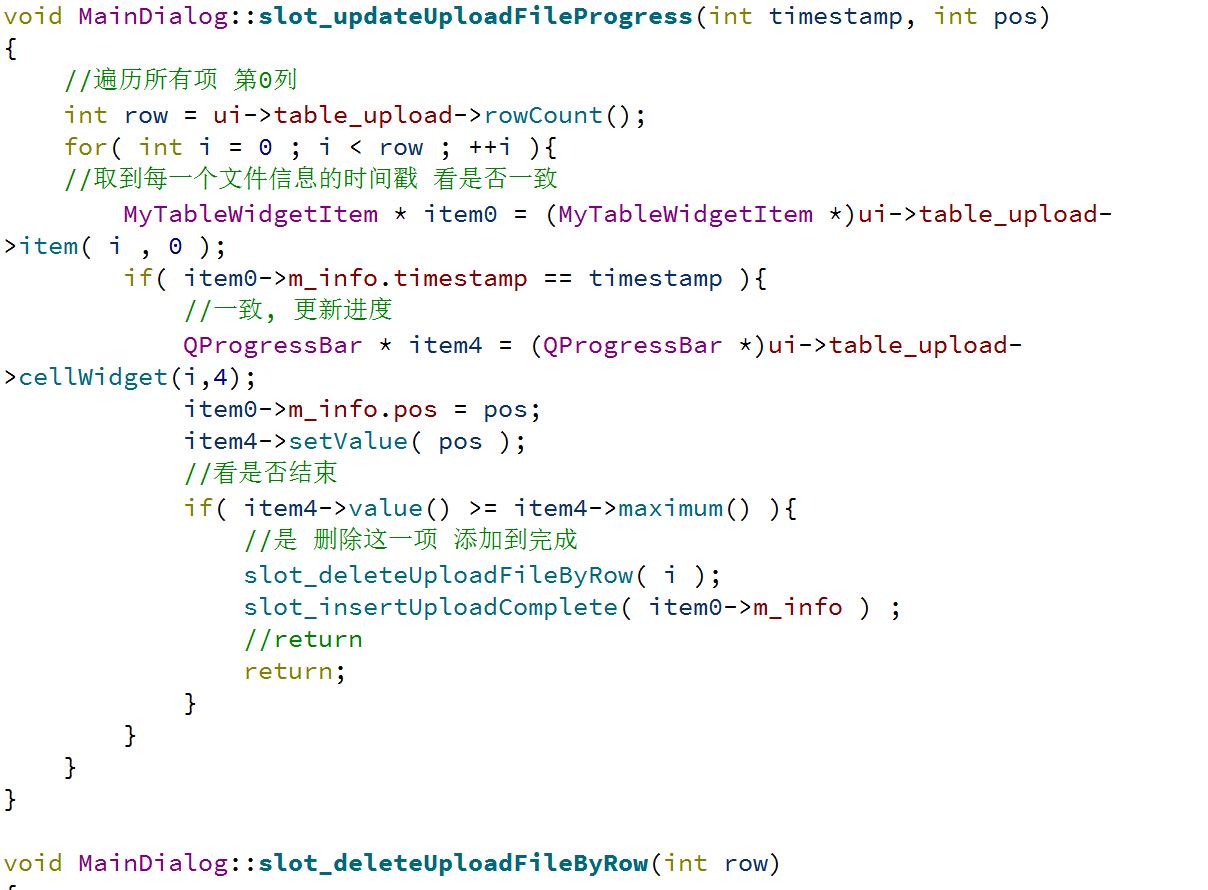 void MainDialog::slot_updateUploadFileProgress(int timestamp, int pos)
{
    //遍历所有项 第0列
    int row = ui->table_upload->rowCount();
    for( int i = 0 ; i < row ; ++i ){
    //取到每一个文件信息的时间戳 看是否一致
        MyTableWidgetItem * item0 = (MyTableWidgetItem *)ui->table_upload-
>item( i , 0 );
        if( item0->m_info.timestamp == timestamp ){
            //一致, 更新进度
            QProgressBar * item4 = (QProgressBar *)ui->table_upload-
>cellWidget(i,4);
            item0->m_info.pos = pos;
            item4->setValue( pos );
            //看是否结束
            if( item4->value() >= item4->maximum() ){
                //是 删除这一项 添加到完成
                slot_deleteUploadFileByRow( i );
                slot_insertUploadComplete( item0->m_info ) ;
                //return
                return;
            }
        }
    }
}

void MainDialog::slot_deleteUploadFileByRow(int row)
{